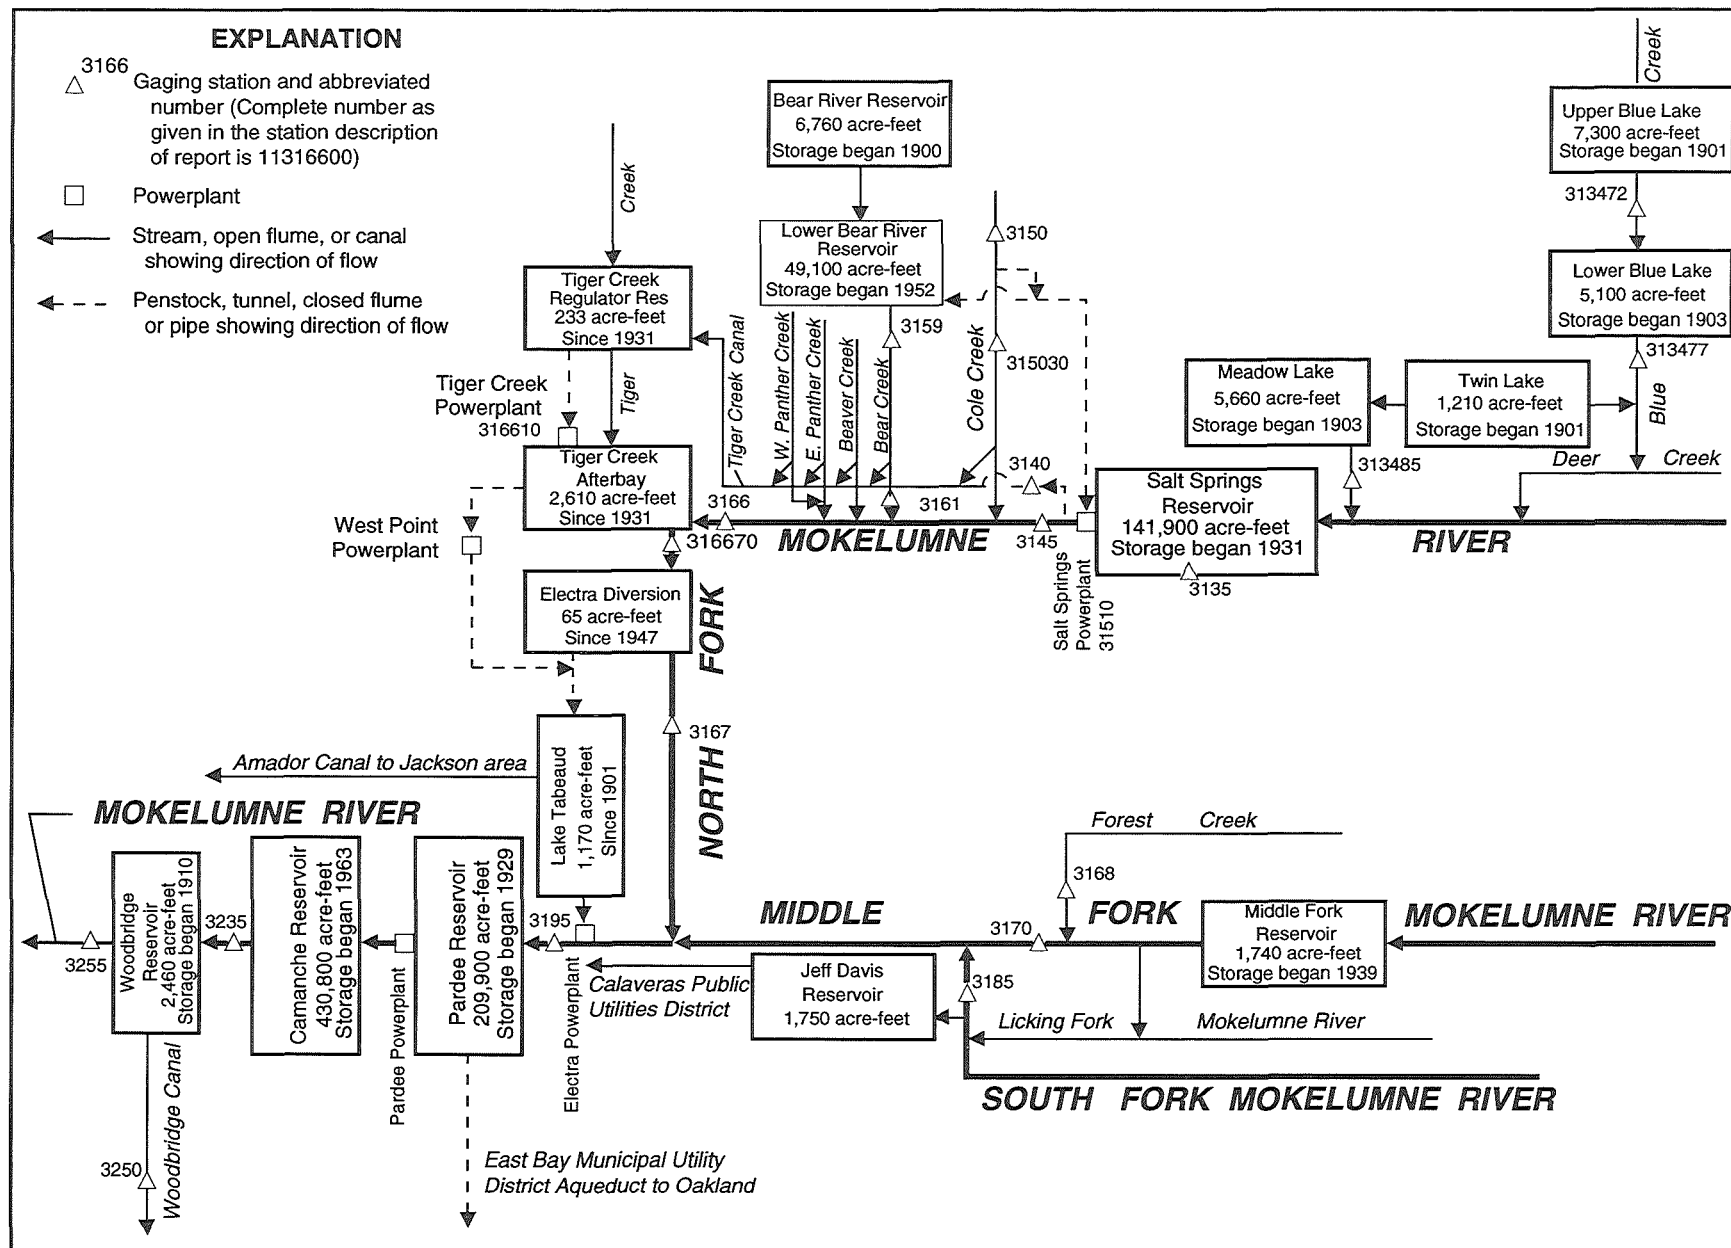 EXPLANATION
3166
Gaging station and abbreviated
number (Complete number as
given in the station description
of report is 11316600)
Powerplant
Stream, open flume, or canal
showing direction of flow
Penstock, tunnel, closed flume
or pipe showing direction of flow
Creek
Bear River Reservoir
6,760 acre-feet
Storage began 1900
Creek
Upper Blue Lake
7,300 acre-feet
Storage began 1901
313472
Lower Blue Lake
5,100 acre-feet
Storage began 1903
313477
Blue
Lower Bear River
Reservoir
49,100 acre-feet
Storage began 1952
3150
3159
315030
Tiger Creek
Regulator Res
233 acre-feet
Since 1931
Tiger Creek Canal
W. Panther Creek
E. Panther Creek
Beaver Creek
Bear Creek
Cole Creek
Meadow Lake
5,660 acre-feet
Storage began 1903
Twin Lake
1,210 acre-feet
Storage began 1901
Tiger Creek
Powerplant
316610
Tiger
313485
Deer Creek
Tiger Creek
Afterbay
2,610 acre-feet
Since 1931
3166
3161
3140
Salt Springs
Reservoir
141,900 acre-feet
Storage began 1931
West Point
Powerplant
316670
MOKELUMNE
3145
RIVER
3135
Salt Springs
Powerplant
31510
Electra Diversion
65 acre-feet
Since 1947
FORK
3167
NORTH
Lake Tabeaud
1,170 acre-feet
Since 1901
Amador Canal to Jackson area
MOKELUMNE RIVER
Forest Creek
3168
Woodbridge
Reservoir
2,460 acre-feet
Storage began 1910
3235
Camanche Reservoir
430,800 acre-feet
Storage began 1963
Pardee Reservoir
209,900 acre-feet
Storage began 1929
3195
MIDDLE
3170
FORK
Middle Fork
Reservoir
1,740 acre-feet
Storage began 1939
MOKELUMNE RIVER
3255
Calaveras Public
Utilities District
Jeff Davis
Reservoir
1,750 acre-feet
3185
Licking Fork Mokelumne River
Pardee Powerplant
Electra Powerplant
SOUTH FORK MOKELUMNE RIVER
3250
Woodbridge Canal
East Bay Municipal Utility
District Aqueduct to Oakland